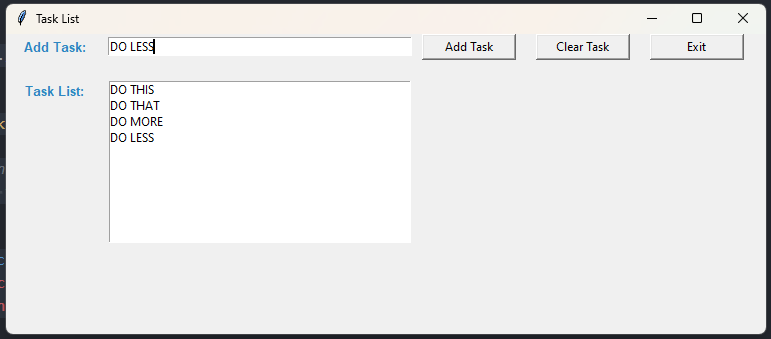 Task List
Add Task: DO LESS Add Task Clear Task Exit
Task List:
DO THIS
DO THAT
DO MORE
DO LESS